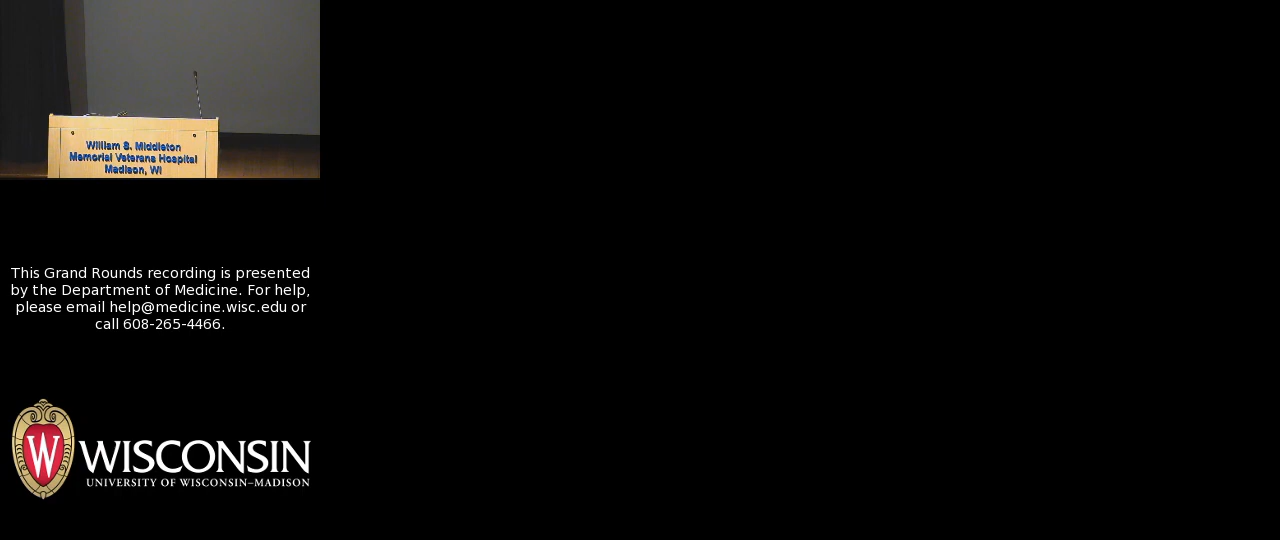 William S. Middleton
Memorial Veterans Hospital
Madison, WI
This Grand Rounds recording is presented
by the Department of Medicine. For help,
please email help@medicine.wisc.edu or
call 608-265-4466.
W
WISCONSIN
UNIVERSITY OF WISCONSIN–MADISON